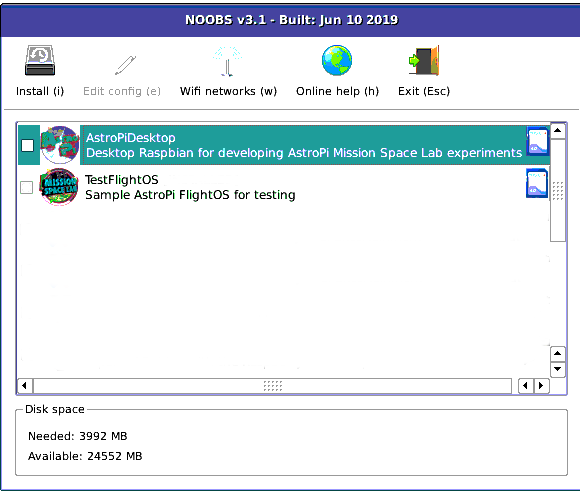 NOOBS v3.1 - Built: Jun 10 2019
Install (i) Edit config (e) Wifi networks (w) Online help (h) Exit (Esc)
AstroPiDesktop
Desktop Raspbian for developing AstroPi Mission Space Lab experiments
MISSION
SPACE LAB
TestFlightOS
Sample AstroPi FlightOS for testing
Disk space
Needed: 3992 MB
Available: 24552 MB